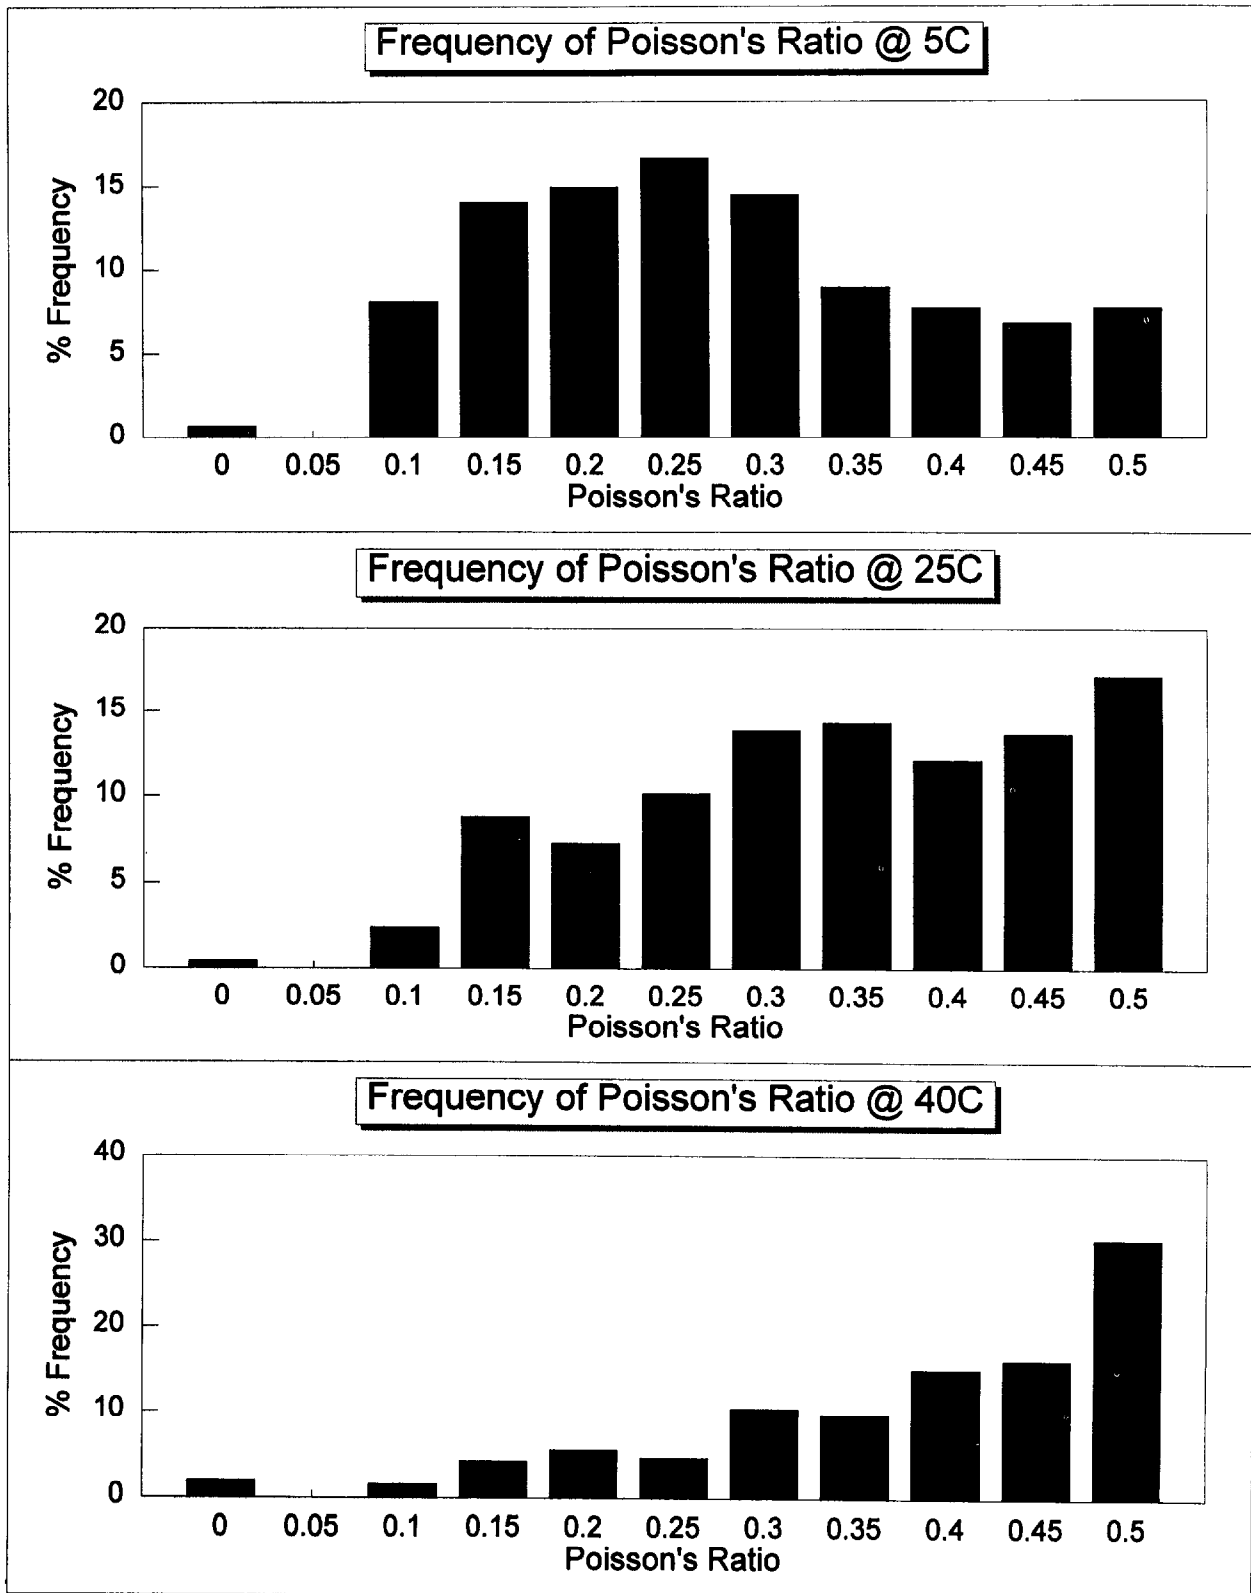 Frequency of Poisson's Ratio @ 5C
20
15
10
5
0
% Frequency
0 0.05 0.1 0.15 0.2 0.25 0.3 0.35 0.4 0.45 0.5
Poisson's Ratio
Frequency of Poisson's Ratio @ 25C
20
15
10
5
0
% Frequency
0 0.05 0.1 0.15 0.2 0.25 0.3 0.35 0.4 0.45 0.5
Poisson's Ratio
Frequency of Poisson's Ratio @ 40C
40
30
20
10
0
% Frequency
0 0.05 0.1 0.15 0.2 0.25 0.3 0.35 0.4 0.45 0.5
Poisson's Ratio